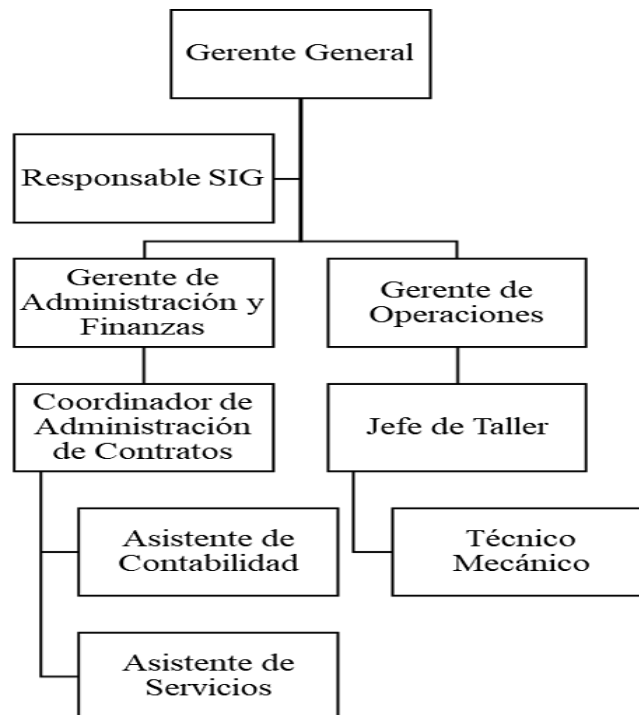 Gerente General
Responsable SIG
Gerente de
Administración y
Finanzas
Gerente de
Operaciones
Coordinador de
Administración
de Contratos
Jefe de Taller
Asistente de
Contabilidad
Técnico
Mecánico
Asistente de
Servicios